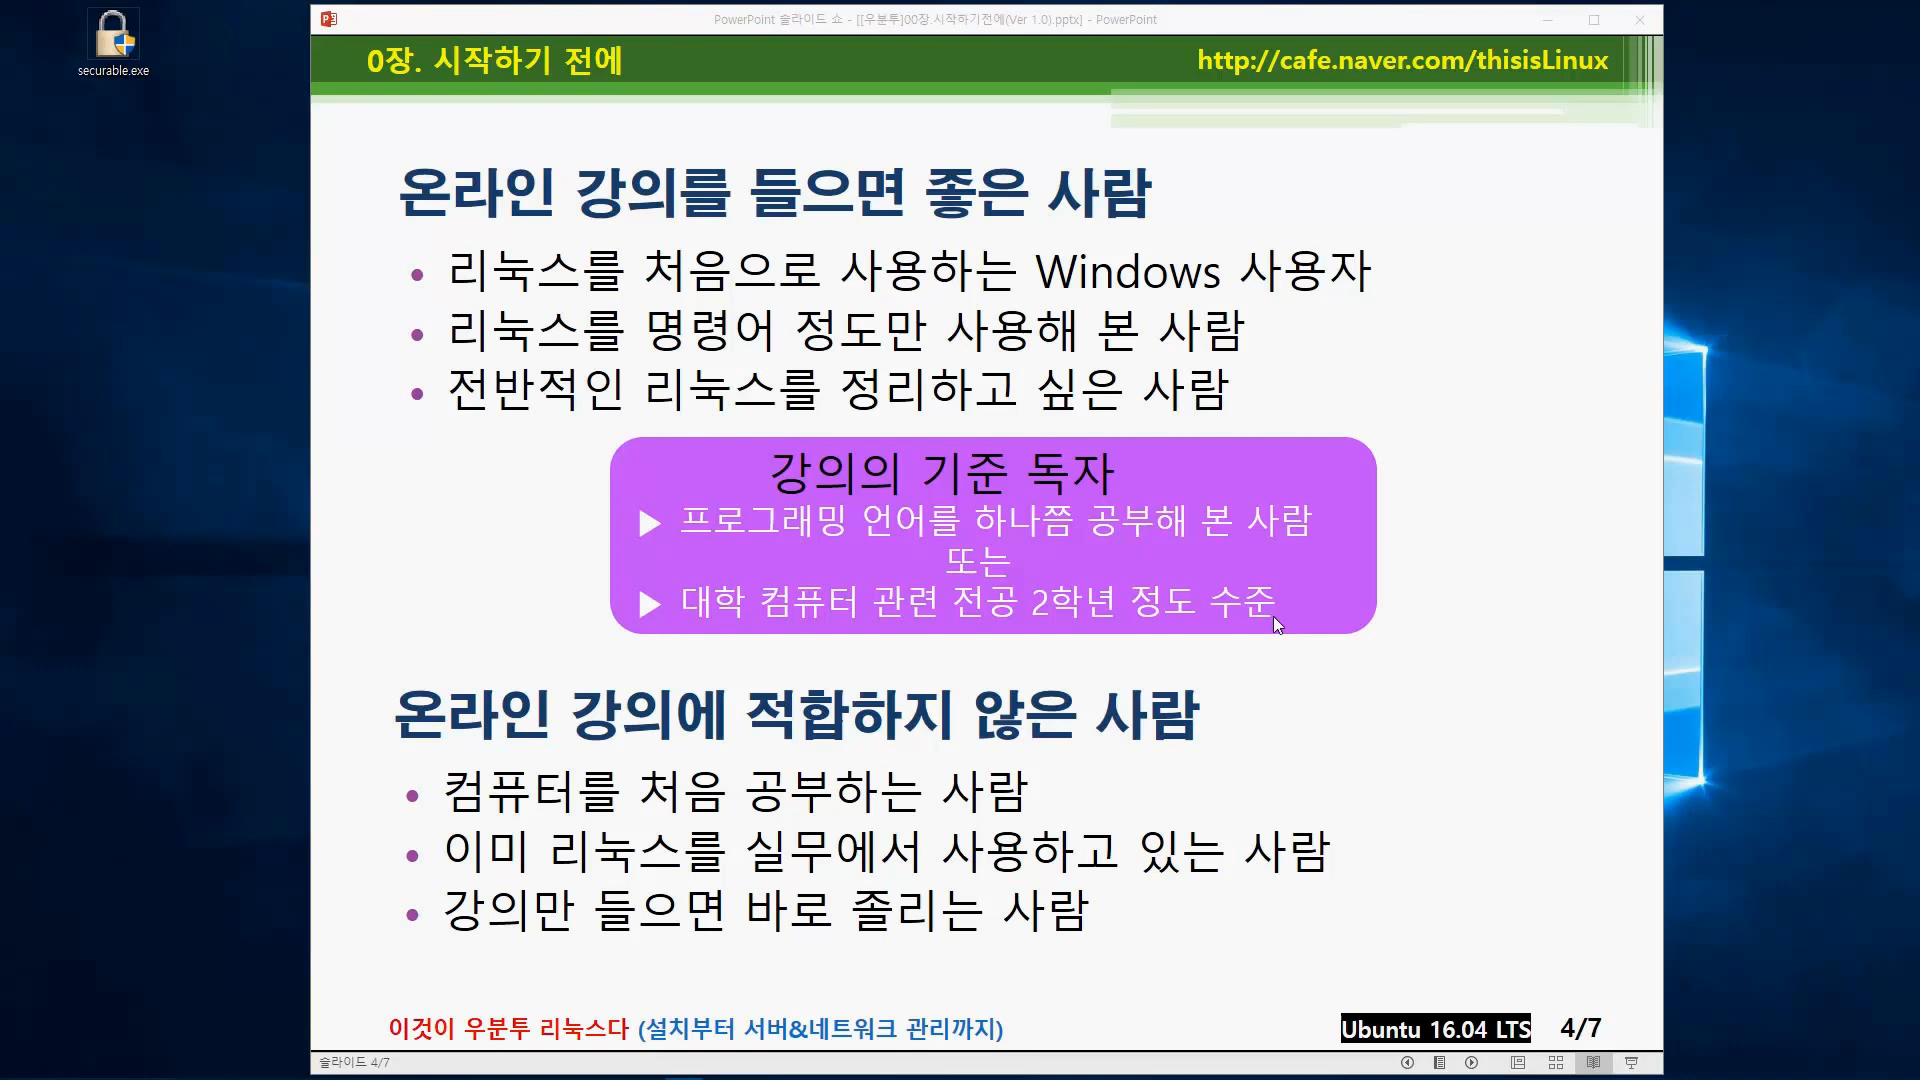 securable.exe
PowerPoint 슬라이드 쇼 - [[우분투]00장.시작하기전에(Ver 1.0).pptx] - PowerPoint
0장. 시작하기 전에
http://cafe.naver.com/thisisLinux
온라인 강의를 들으면 좋은 사람
• 리눅스를 처음으로 사용하는 Windows 사용자
• 리눅스를 명령어 정도만 사용해 본 사람
• 전반적인 리눅스를 정리하고 싶은 사람
강의의 기준 독자
▶ 프로그래밍 언어를 하나쯤 공부해 본 사람
또는
▶ 대학 컴퓨터 관련 전공 2학년 정도 수준
온라인 강의에 적합하지 않은 사람
• 컴퓨터를 처음 공부하는 사람
• 이미 리눅스를 실무에서 사용하고 있는 사람
• 강의만 들으면 바로 졸리는 사람
이것이 우분투 리눅스다 (설치부터 서버&네트워크 관리까지)
Ubuntu 16.04 LTS
4/7
슬라이드 4/7